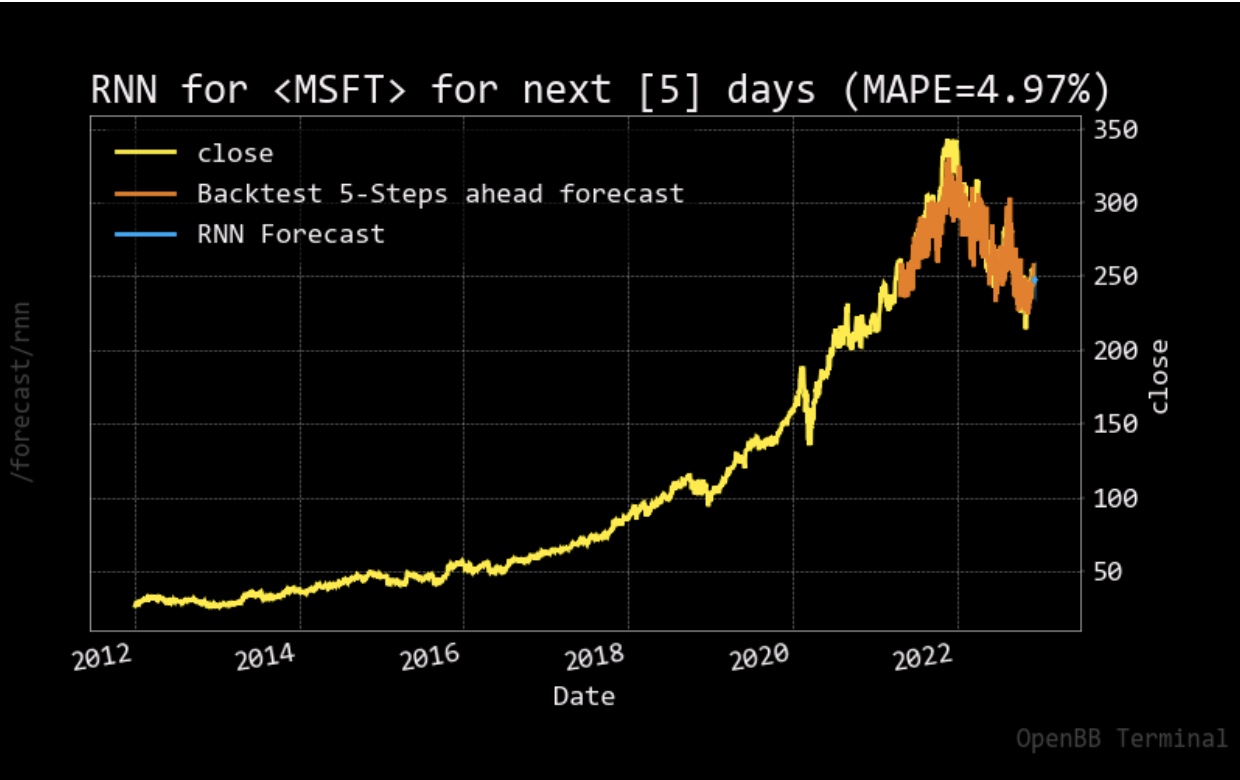 RNN for <MSFT> for next [5] days (MAPE=4.97%)
close
Backtest 5-Steps ahead forecast
RNN Forecast
350
300
250
200
150
100
50
close
/forecast/rnn
2012 2014 2016 2018 2020 2022
Date
OpenBB Terminal